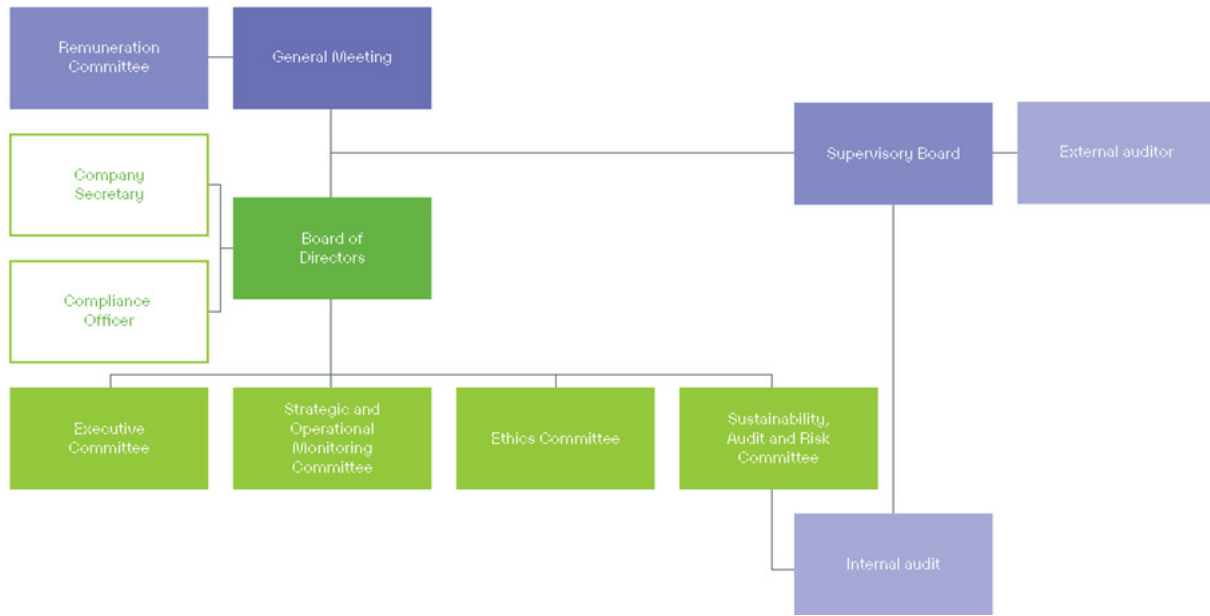 Remuneration
Committee
General Meeting
Supervisory Board
External auditor
Company
Secretary
Board of
Directors
Compliance
Officer
Executive
Committee
Strategic and
Operational
Monitoring
Committee
Ethics Committee
Sustainability,
Audit and Risk
Committee
Internal audit